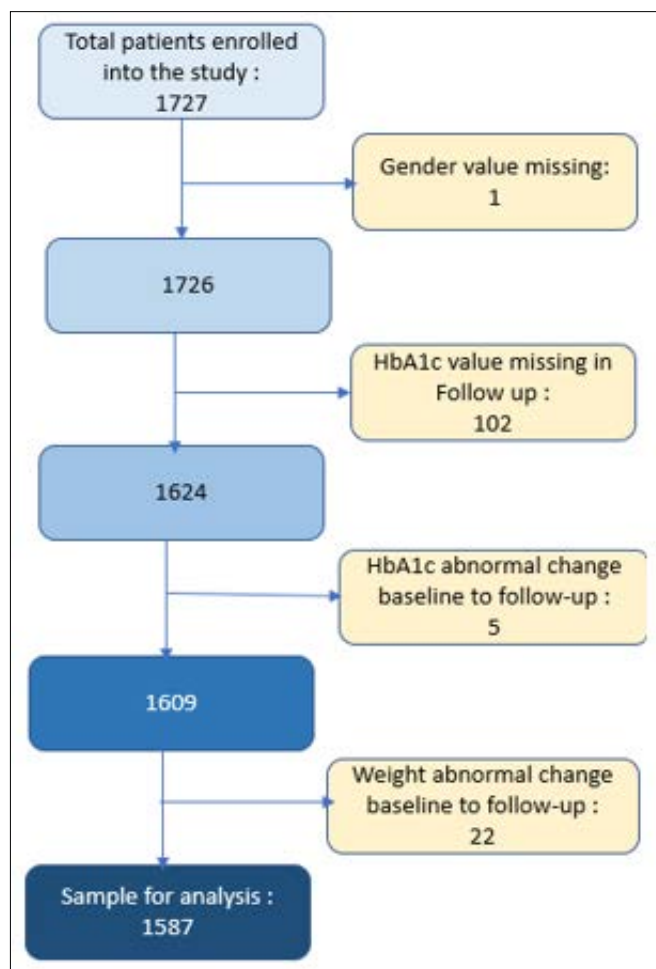 Total patients enrolled
into the study :
1727
Gender value missing:
1
1726
HbA1c value missing in
Follow up :
102
1624
HbA1c abnormal change
baseline to follow-up :
5
1609
Weight abnormal change
baseline to follow-up :
22
Sample for analysis :
1587